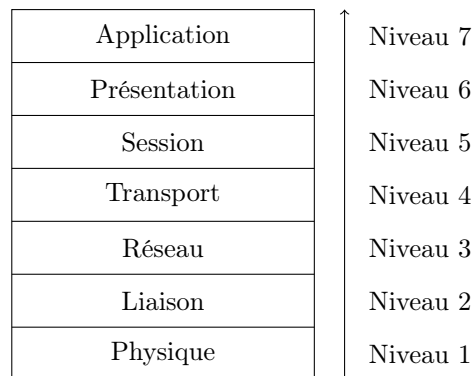 Application Niveau 7
Présentation Niveau 6
Session Niveau 5
Transport Niveau 4
Réseau Niveau 3
Liaison Niveau 2
Physique Niveau 1